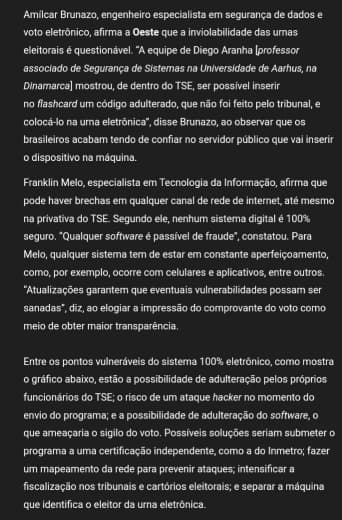 Amílcar Brunazo, engenheiro especialista em segurança de dados e
voto eletrônico, afirma a Oeste que a inviolabilidade das urnas
eleitorais é questionável. “A equipe de Diego Aranha [professor
associado de Segurança de Sistemas na Universidade de Aarhus, na
Dinamarca] mostrou, de dentro do TSE, ser possível inserir
no flashcard um código adulterado, que não foi feito pelo tribunal, e
colocá-lo na urna eletrônica”, disse Brunazo, ao observar que os
brasileiros acabam tendo de confiar no servidor público que vai inserir
o dispositivo na máquina.
Franklin Melo, especialista em Tecnologia da Informação, afirma que
pode haver brechas em qualquer canal de rede de internet, até mesmo
na privativa do TSE. Segundo ele, nenhum sistema digital é 100%
seguro. “Qualquer software é passível de fraude”, constatou. Para
Melo, qualquer sistema tem de estar em constante aperfeiçoamento,
como, por exemplo, ocorre com celulares e aplicativos, entre outros.
“Atualizações garantem que eventuais vulnerabilidades possam ser
sanadas”, diz, ao elogiar a impressão do comprovante do voto como
meio de obter maior transparência.
Entre os pontos vulneráveis do sistema 100% eletrônico, como mostra
o gráfico abaixo, estão a possibilidade de adulteração pelos próprios
funcionários do TSE; o risco de um ataque hacker no momento do
envio do programa; e a possibilidade de adulteração do software, o
que ameaçaria o sigilo do voto. Possíveis soluções seriam submeter o
programa a uma certificação independente, como a do Inmetro; fazer
um mapeamento da rede para prevenir ataques; intensificar a
fiscalização nos tribunais e cartórios eleitorais; e separar a máquina
que identifica o eleitor da urna eletrônica.